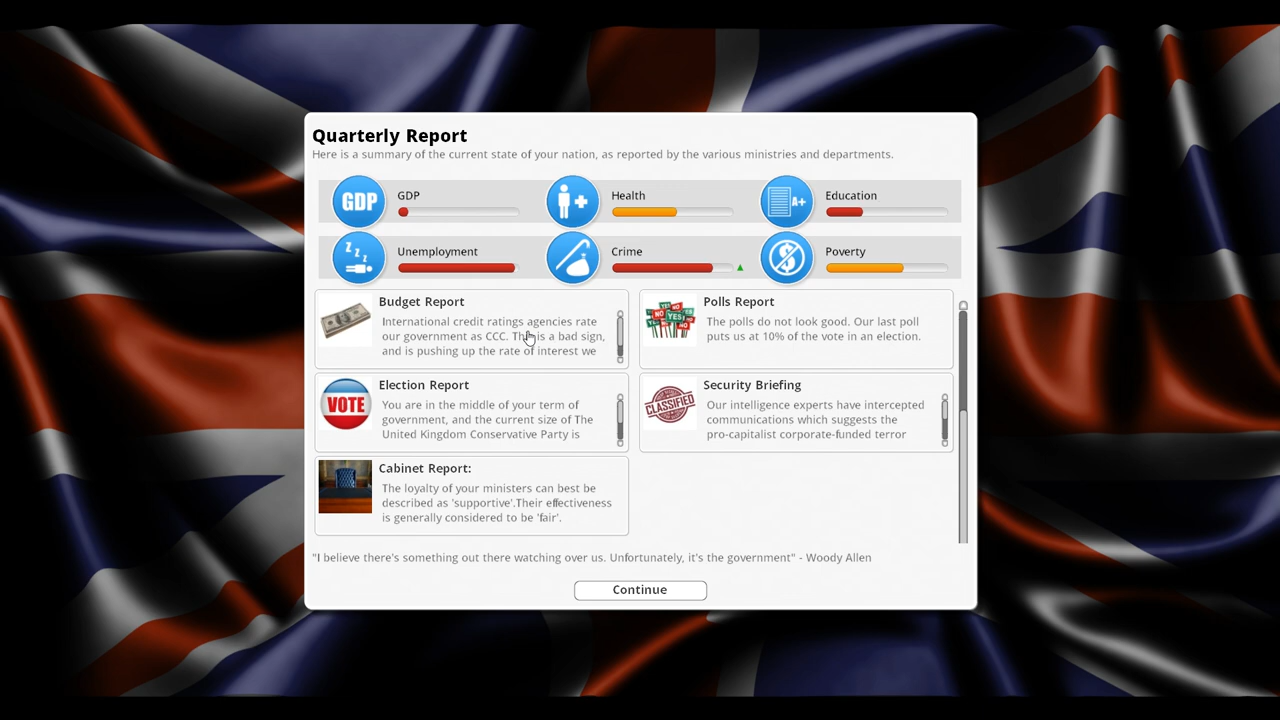 Quarterly Report
Here is a summary of the current state of your nation, as reported by the various ministries and departments.
GDP
GDP
Health
A+
Education
Z Z Z
Unemployment
Crime
Poverty
Budget Report
International credit ratings agencies rate
our government as CCC. This is a bad sign,
and is pushing up the rate of interest we
Polls Report
The polls do not look good. Our last poll
puts us at 10% of the vote in an election.
YES
NO
YES
NO
Election Report
You are in the middle of your term of
government, and the current size of The
United Kingdom Conservative Party is
VOTE
Security Briefing
Our intelligence experts have intercepted
communications which suggests the
pro-capitalist corporate-funded terror
CLASSIFIED
Cabinet Report:
The loyalty of your ministers can best be
described as 'supportive'.Their effectiveness
is generally considered to be 'fair'.
"I believe there's something out there watching over us. Unfortunately, it's the government" - Woody Allen
Continue